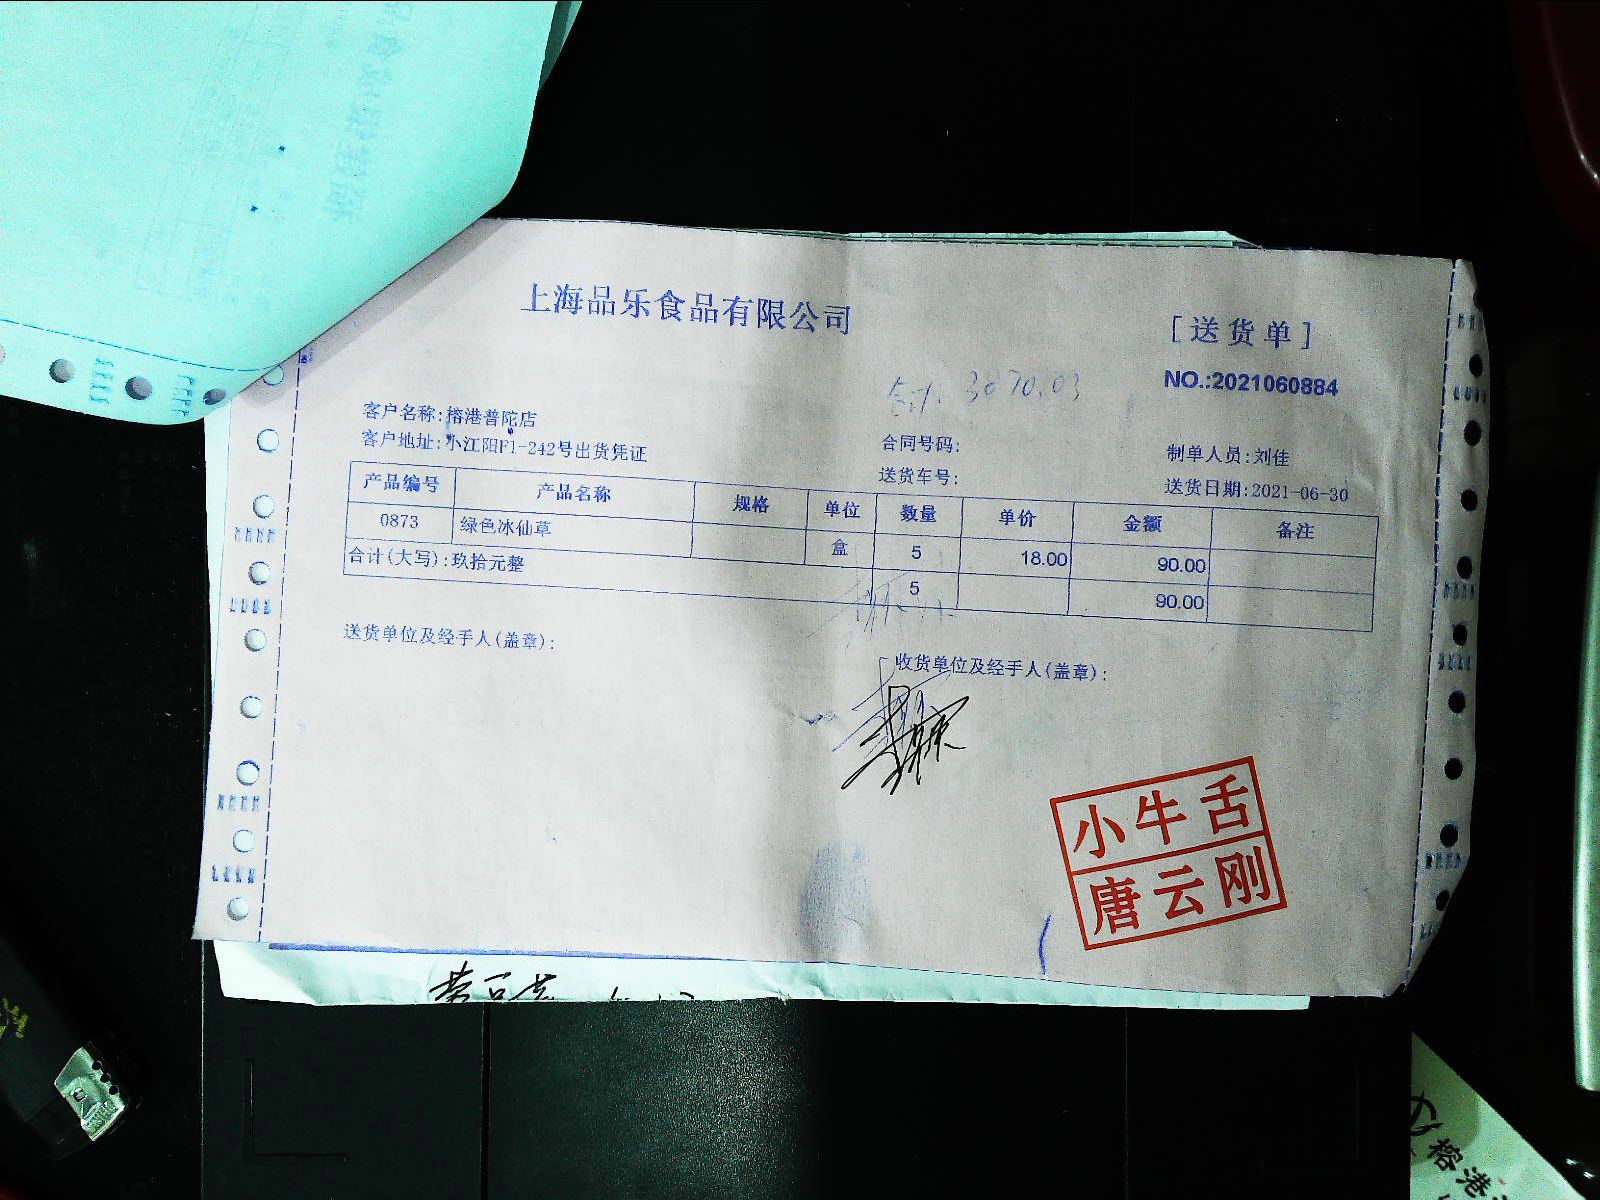 上海品乐食品有限公司
[送货单]
NO.:2021060884
合计: 3070.03
客户名称:榕港普陀店
客户地址:小江阳F1-242号出货凭证
合同号码:
制单人员:刘佳
送货车号:
送货日期:2021-06-30
产品编号 产品名称 规格 单位 数量 单价 金额 备注
0873 绿色冰仙草 盒 5 18.00 90.00
合计(大写):玖拾元整 5 90.00
送货单位及经手人(盖章):
收货单位及经手人(盖章):
小牛舌
唐云刚
榕港